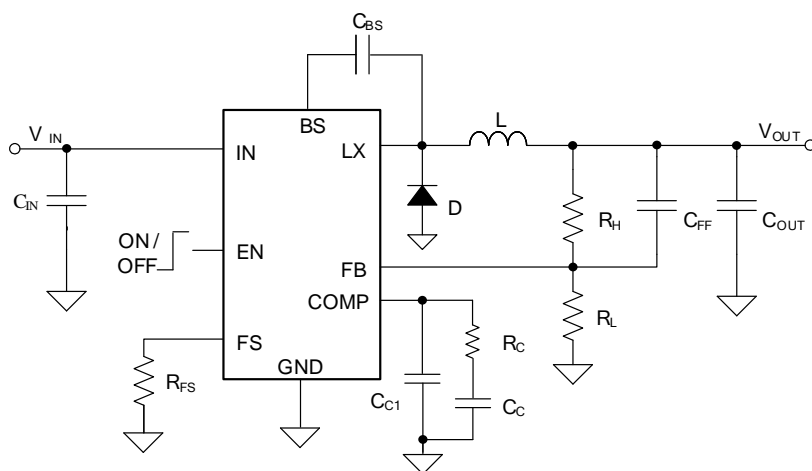 C_BS
V_IN
BS
L
V_OUT
IN
LX
C_IN
D
R_H
C_FF
C_OUT
ON /
OFF
EN
FB
COMP
R_L
FS
R_C
R_FS
GND
C_C1
C_C